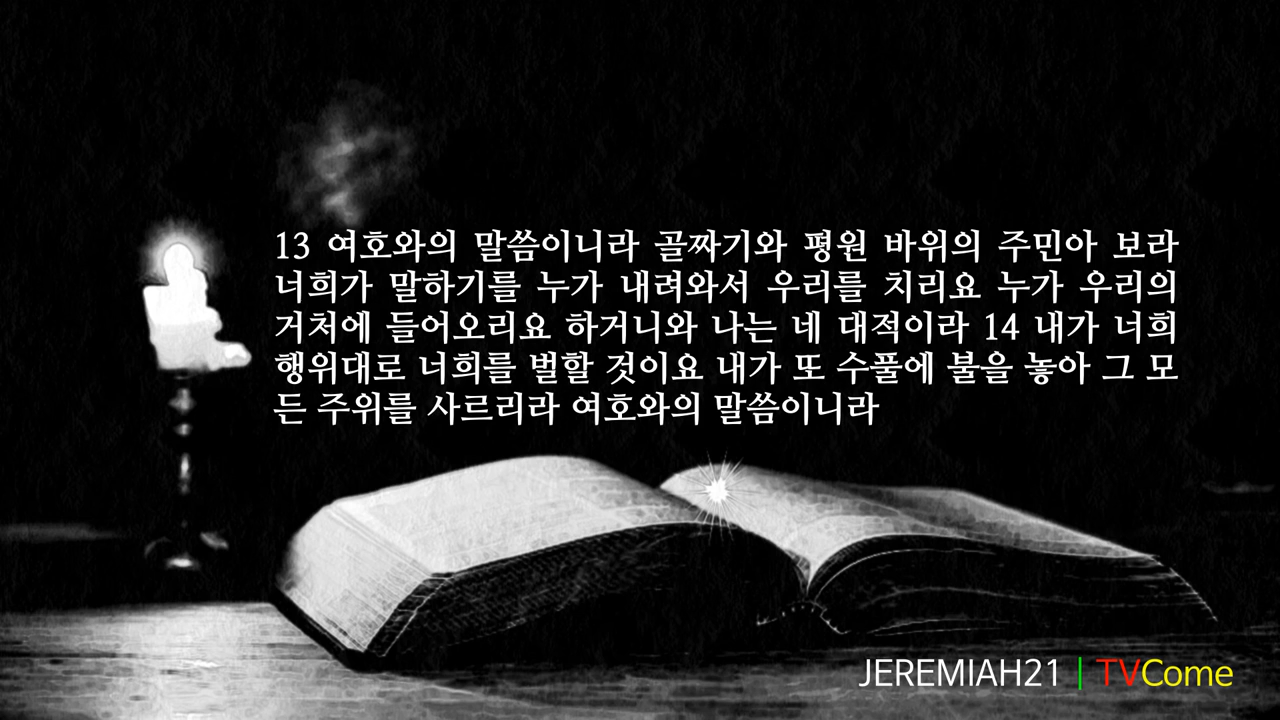 13 여호와의 말씀이니라 골짜기와 평원 바위의 주민아 보라
너희가 말하기를 누가 내려와서 우리를 치리요 누가 우리의
거처에 들어오리요 하거니와 나는 네 대적이라 14 내가 너희
행위대로 너희를 벌할 것이요 내가 또 수풀에 불을 놓아 그 모
든 주위를 사르리라 여호와의 말씀이니라
JEREMIAH21 | TVCome